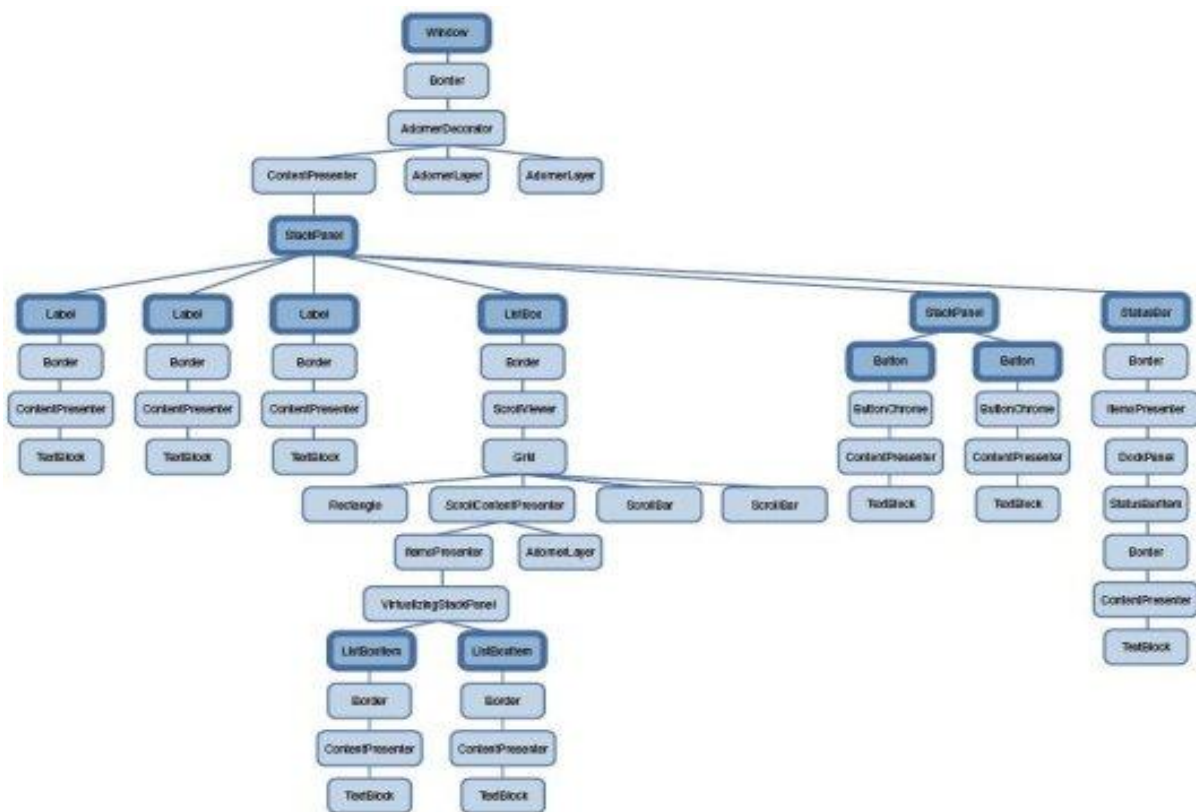 Window
Border
AdornerDecorator
ContentPresenter AdornerLayer AdornerLayer
StackPanel
Label Label Label ListBox StackPanel StatusBar
Border Border Border Border Button Button Border
ContentPresenter ContentPresenter ContentPresenter ScrollViewer ButtonChrome ButtonChrome ItemsPresenter
TextBlock TextBlock TextBlock Grid ContentPresenter ContentPresenter DockPanel
Rectangle ScrollContentPresenter ScrollBar ScrollBar TextBlock TextBlock StatusBarItem
ItemsPresenter AdornerLayer Border
VirtualizingStackPanel ContentPresenter
ListBoxItem ListBoxItem TextBlock
Border Border
ContentPresenter ContentPresenter
TextBlock TextBlock